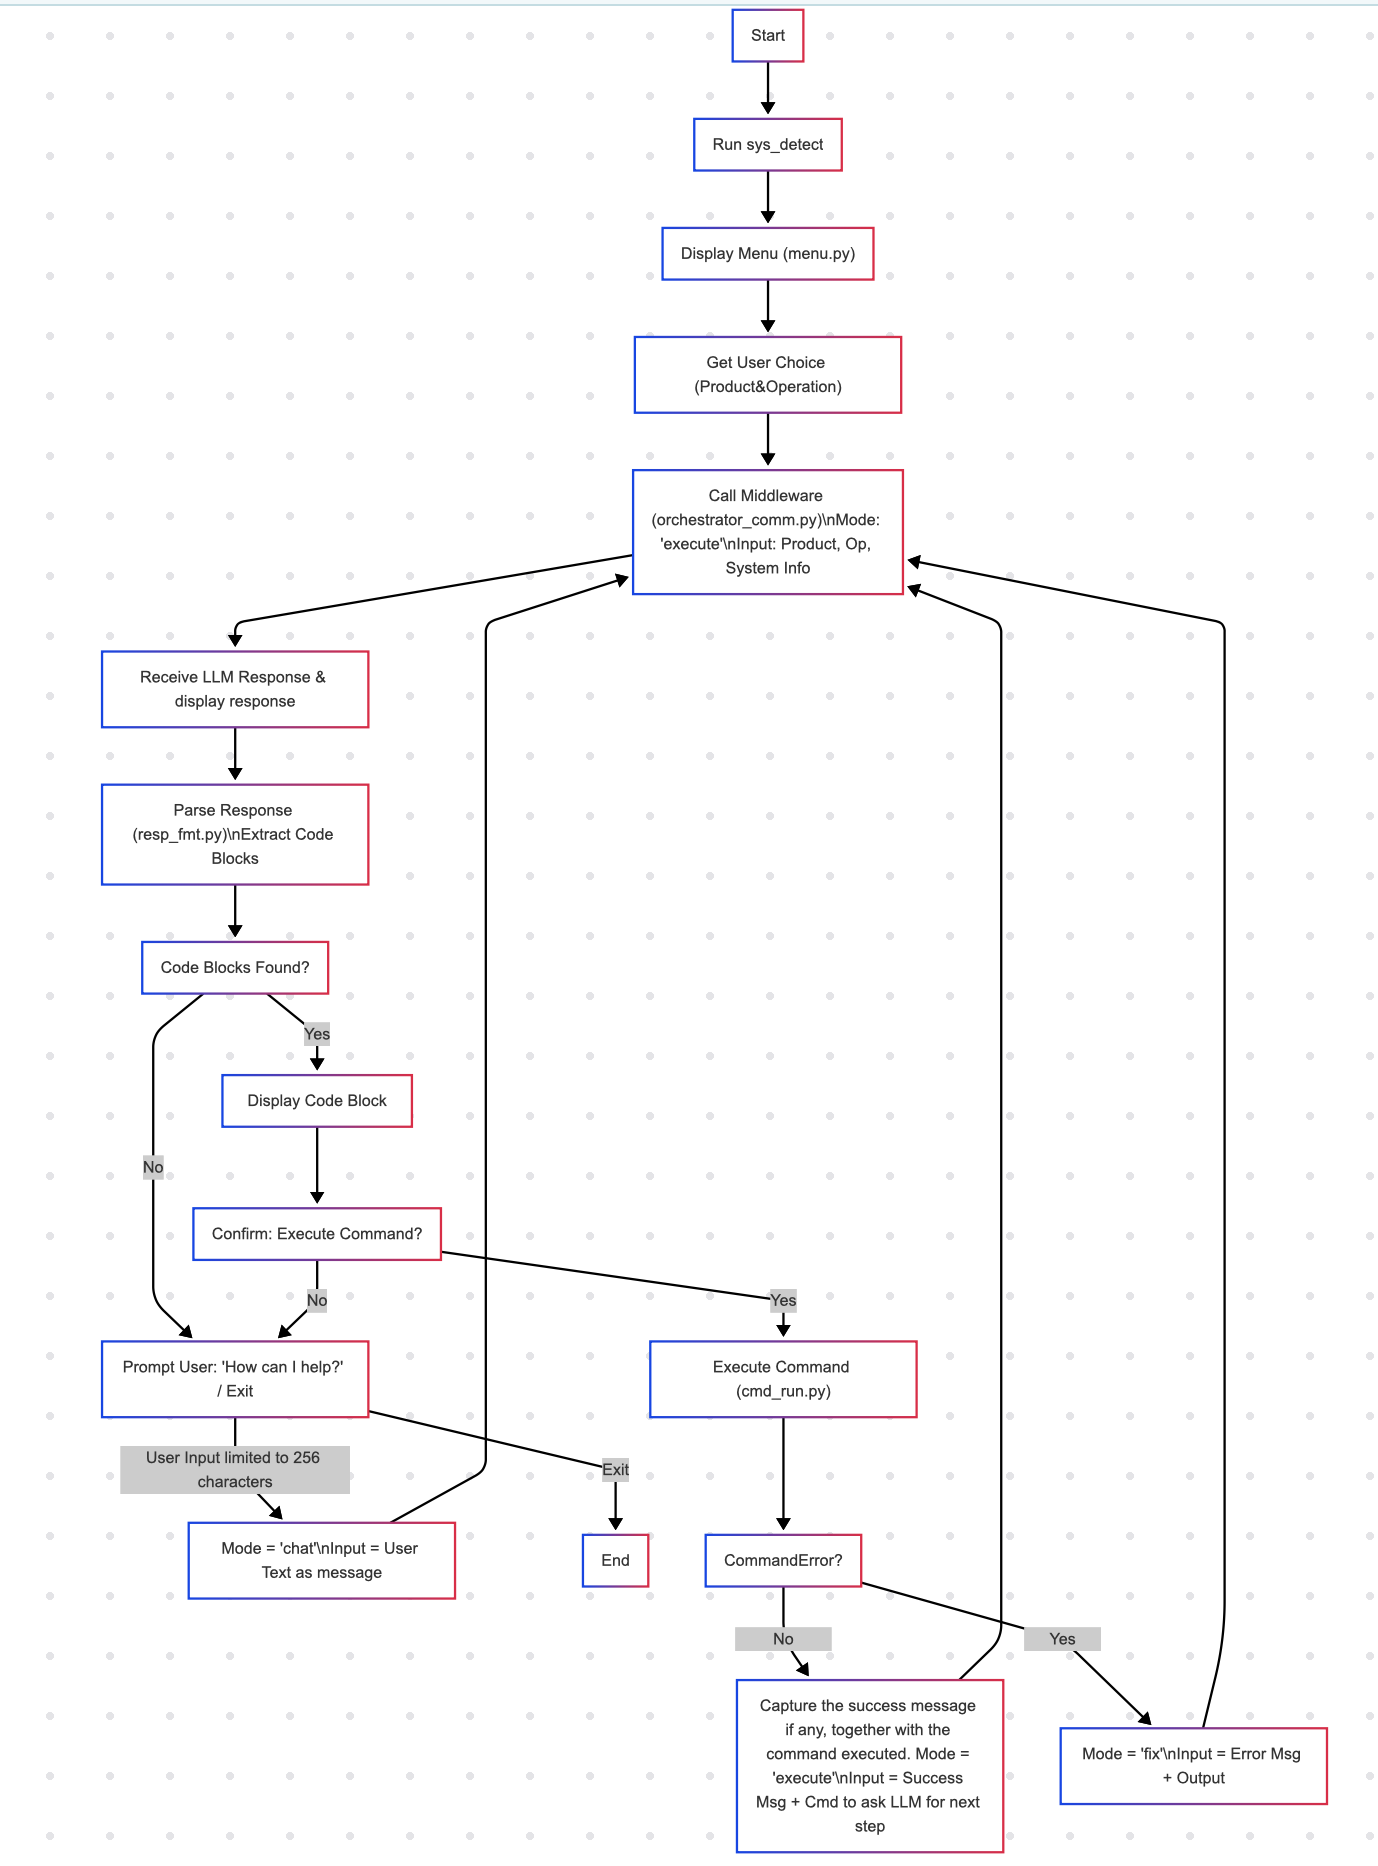 Start
Run sys_detect
Display Menu (menu.py)
Get User Choice
(Product&Operation)
Call Middleware
(orchestrator_comm.py)\nMode:
'execute'\nInput: Product, Op,
System Info
Receive LLM Response &
display response
Parse Response
(resp_fmt.py)\nExtract Code
Blocks
Code Blocks Found?
Yes
Display Code Block
No
Confirm: Execute Command?
No
Yes
Prompt User: 'How can I help?'
/ Exit
Execute Command
(cmd_run.py)
User Input limited to 256
characters
Exit
Mode = 'chat'\nInput = User
Text as message
End
CommandError?
No
Yes
Capture the success message
if any, together with the
command executed. Mode =
'execute'\nInput = Success
Msg + Cmd to ask LLM for next
step
Mode = 'fix'\nInput = Error Msg
+ Output